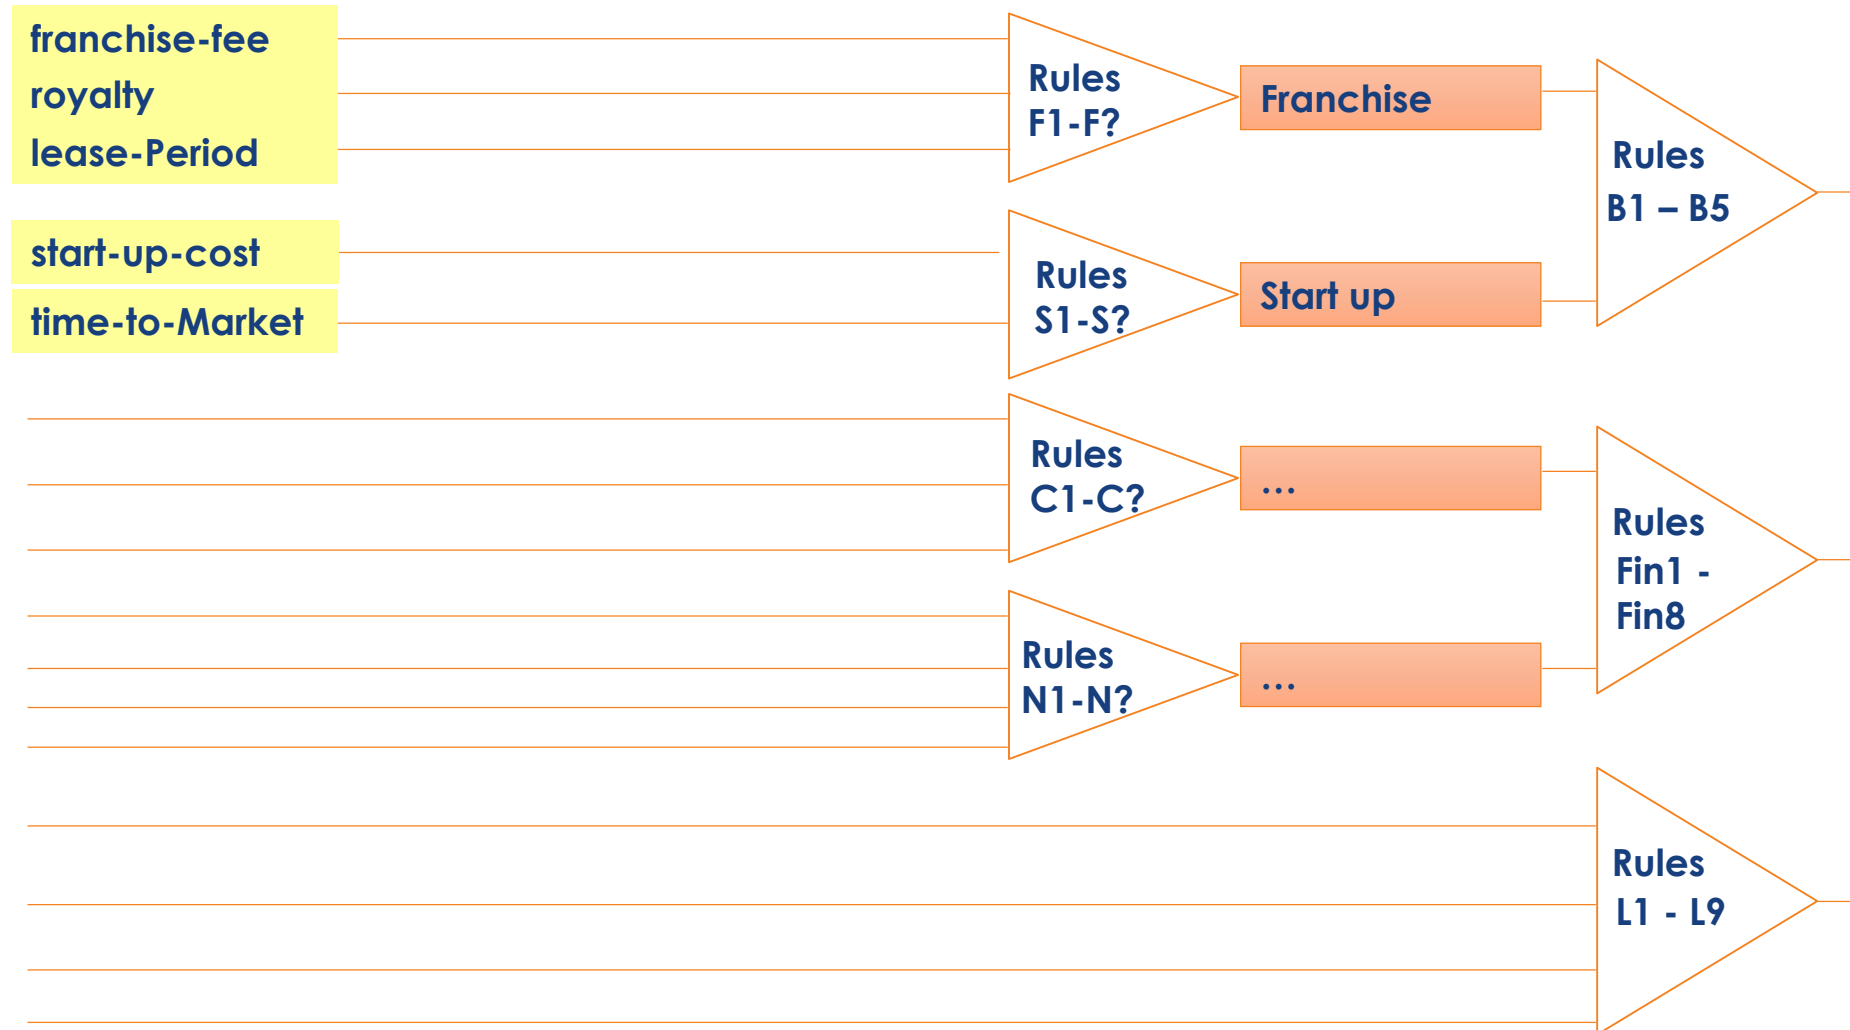 franchise-fee
royalty
lease-Period
start-up-cost
time-to-Market
Rules
F1-F?
Franchise
Rules
S1-S?
Start up
Rules
B1 – B5
Rules
C1-C?
...
Rules
N1-N?
...
Rules
Fin1 -
Fin8
Rules
L1 - L9